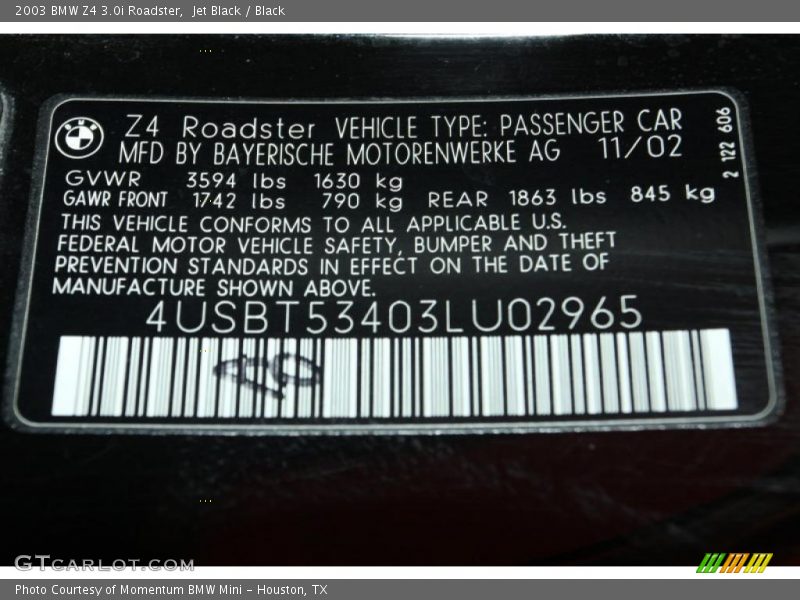 2003 BMW Z4 3.0i Roadster,  Jet Black / Black
Z4 Roadster VEHICLE TYPE: PASSENGER CAR
MFD BY BAYERISCHE MOTORENWERKE AG 11/02
2 122 606
GVWR 3594 lbs 1630 kg
GAWR FRONT 1742 lbs 790 kg REAR 1863 lbs 845 kg
THIS VEHICLE CONFORMS TO ALL APPLICABLE U.S.
FEDERAL MOTOR VEHICLE SAFETY, BUMPER AND THEFT
PREVENTION STANDARDS IN EFFECT ON THE DATE OF
MANUFACTURE SHOWN ABOVE.
4USBT53403LU02965
GTCARLOT.COM
Photo Courtesy of Momentum BMW Mini - Houston, TX